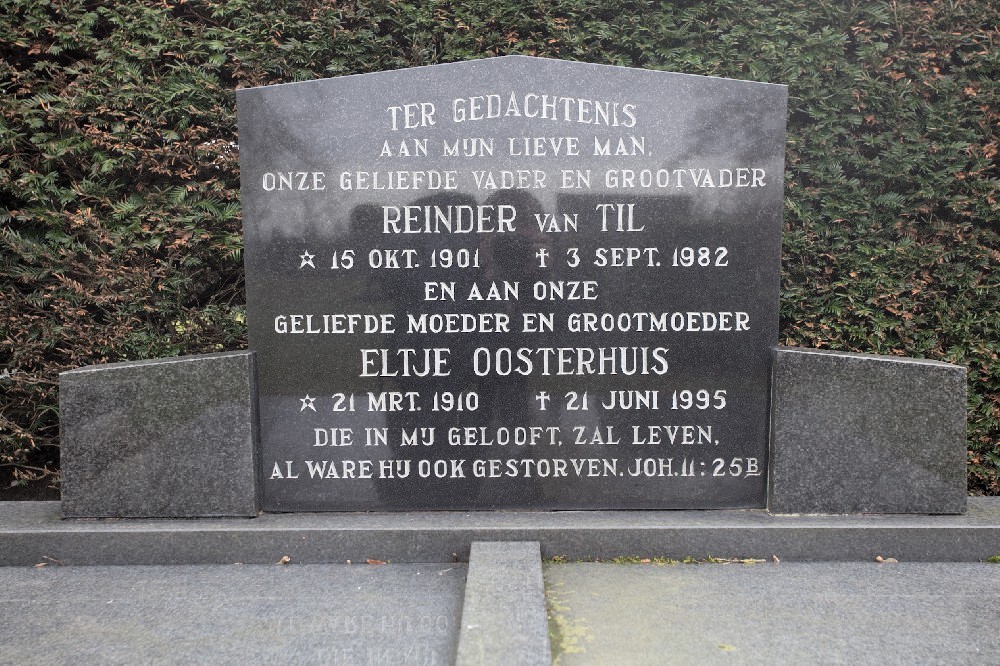 TER GEDACHTENIS
AAN MIJN LIEVE MAN,
ONZE GELIEFDE VADER EN GROOTVADER
REINDER VAN TIL
☆ 15 OKT. 1901 † 3 SEPT. 1982
EN AAN ONZE
GELIEFDE MOEDER EN GROOTMOEDER
ELTJE OOSTERHUIS
☆ 21 MRT. 1910 † 21 JUNI 1995
DIE IN MIJ GELOOFT, ZAL LEVEN,
AL WARE HIJ OOK GESTORVEN. JOH. 11: 25B